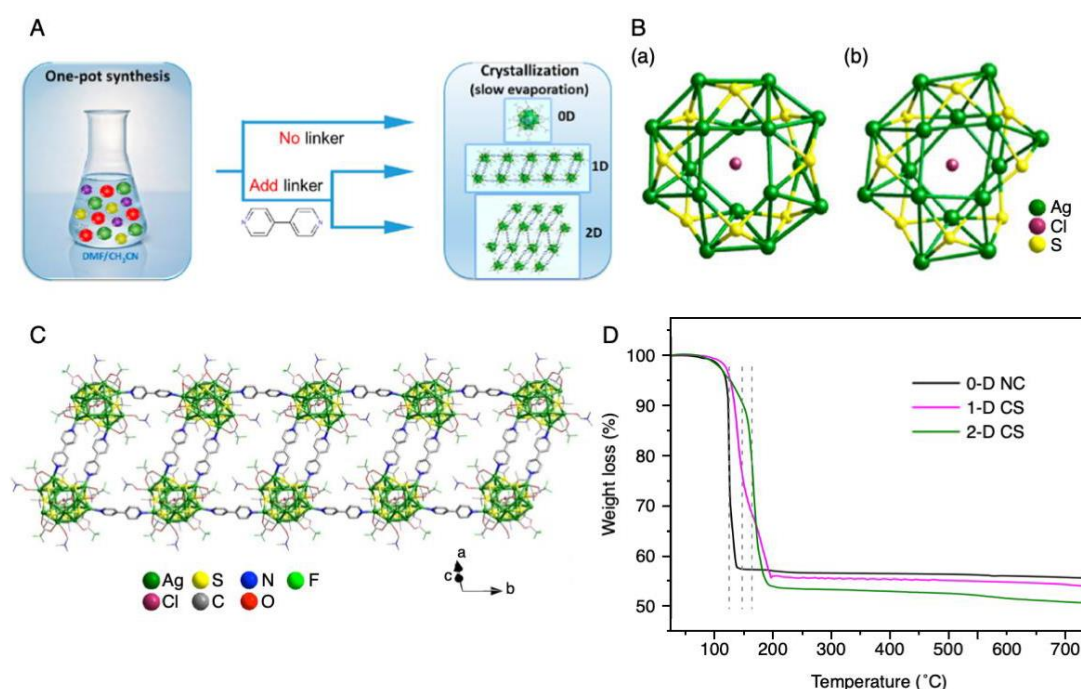 A
One-pot synthesis
DMF/CH₃CN
No linker
Add linker
N
N
Crystallization
(slow evaporation)
0D
1D
2D
B
(a)
(b)
Ag
Cl
S
C
Ag
S
N
F
Cl
C
O
a
c
b
D
100
90
80
70
60
50
Weight loss (%)
0-D NC
1-D CS
2-D CS
100
200
300
400
500
600
700
Temperature (˚C)